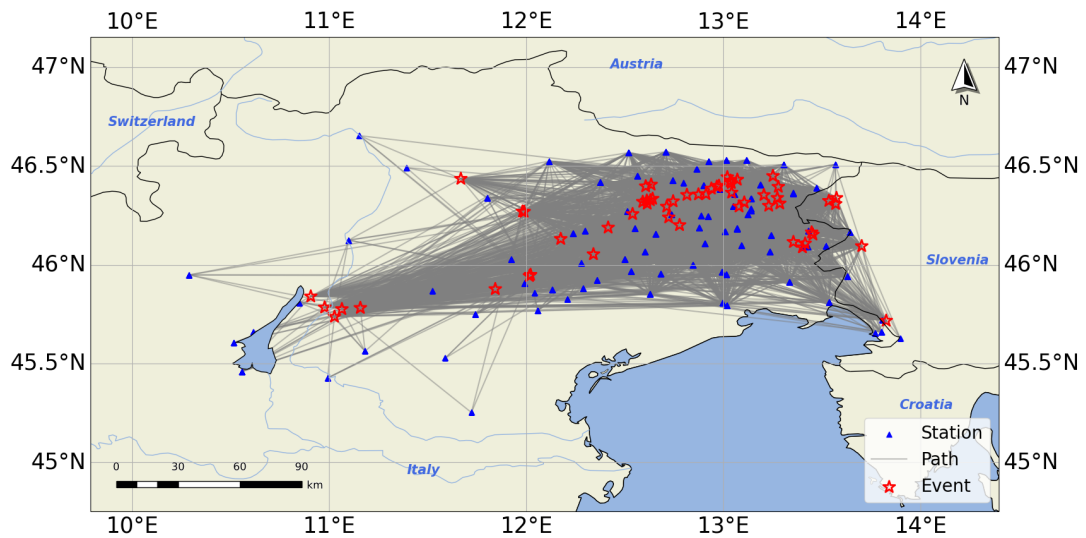 10°E 11°E 12°E 13°E 14°E
47°N 47°N
Austria
N
Switzerland
46.5°N 46.5°N
46°N 46°N
Slovenia
45.5°N 45.5°N
Croatia
Station
Path
Event
45°N 45°N
Italy
0 30 60 90
km
10°E 11°E 12°E 13°E 14°E